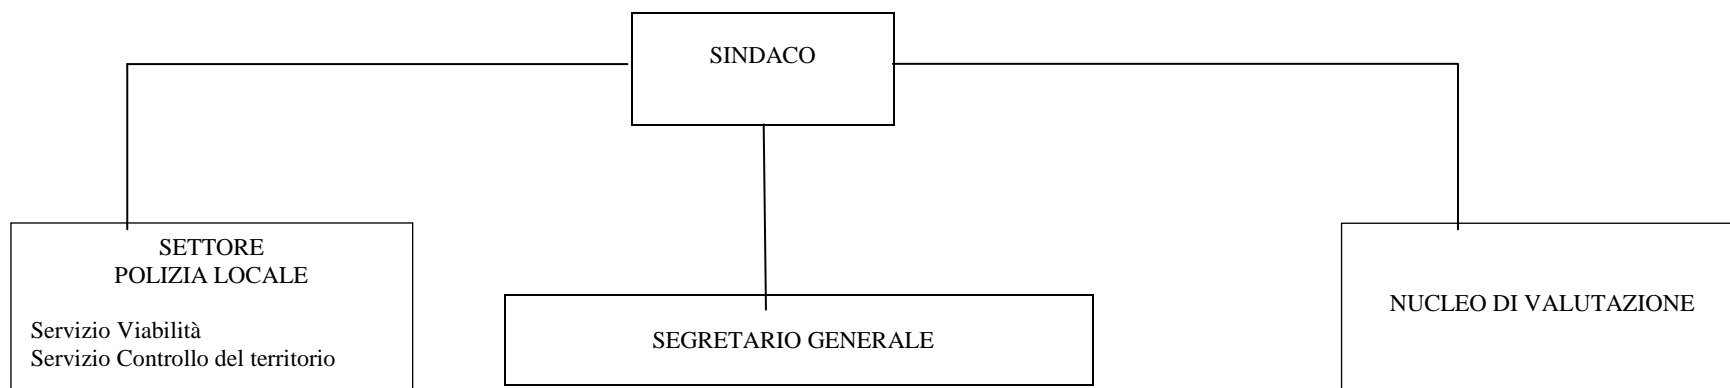 SINDACO
SETTORE
POLIZIA LOCALE
Servizio Viabilità
Servizio Controllo del territorio
SEGRETARIO GENERALE
NUCLEO DI VALUTAZIONE